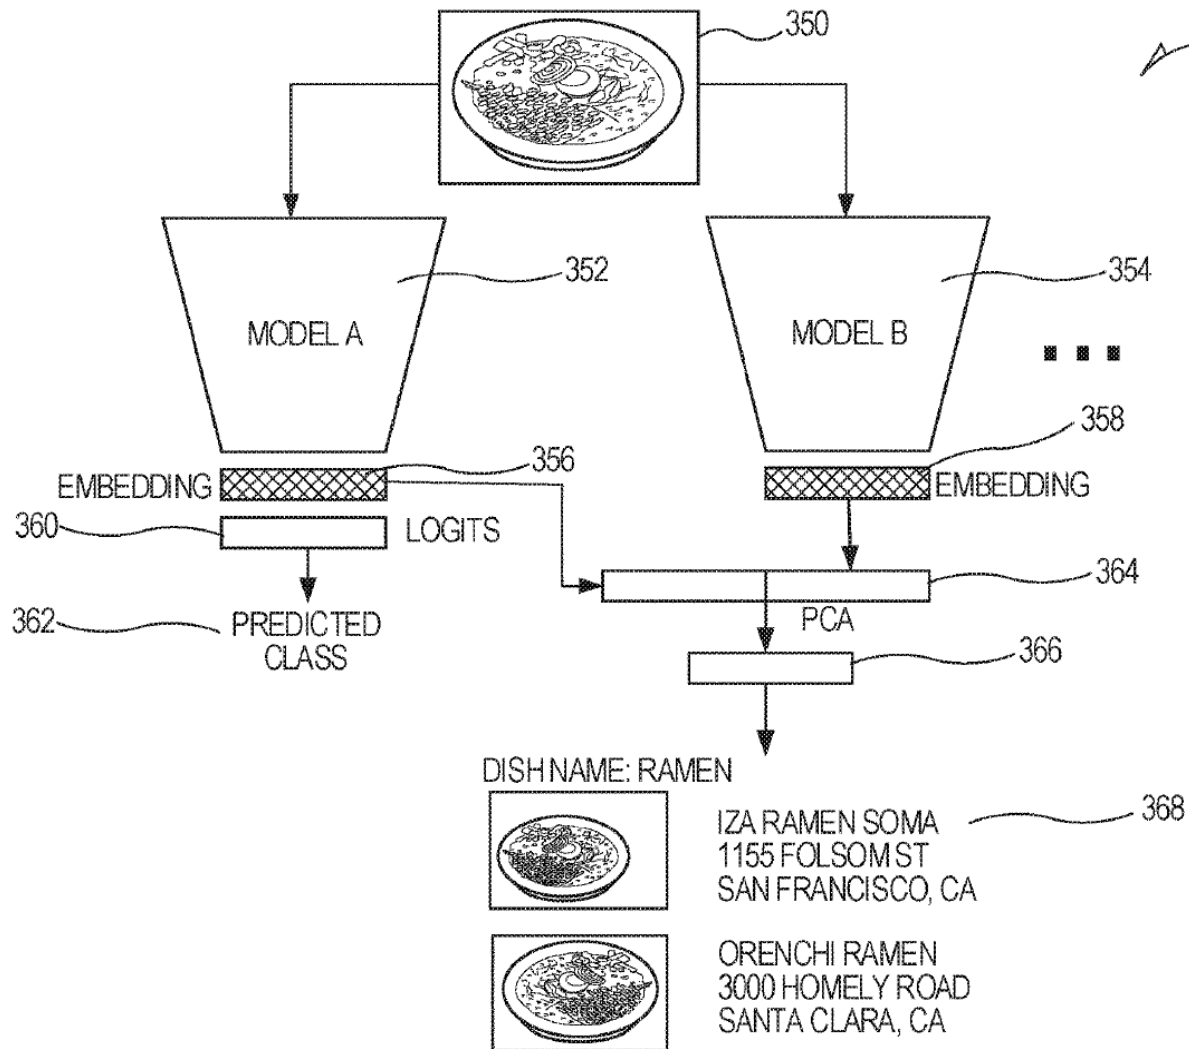 350
352
354
MODEL A
MODEL B
356
358
EMBEDDING
EMBEDDING
360
LOGITS
364
362
PREDICTED
CLASS
PCA
366
DISH NAME: RAMEN
368
IZA RAMEN SOMA
1155 FOLSOM ST
SAN FRANCISCO, CA
ORENCHI RAMEN
3000 HOMELY ROAD
SANTA CLARA, CA